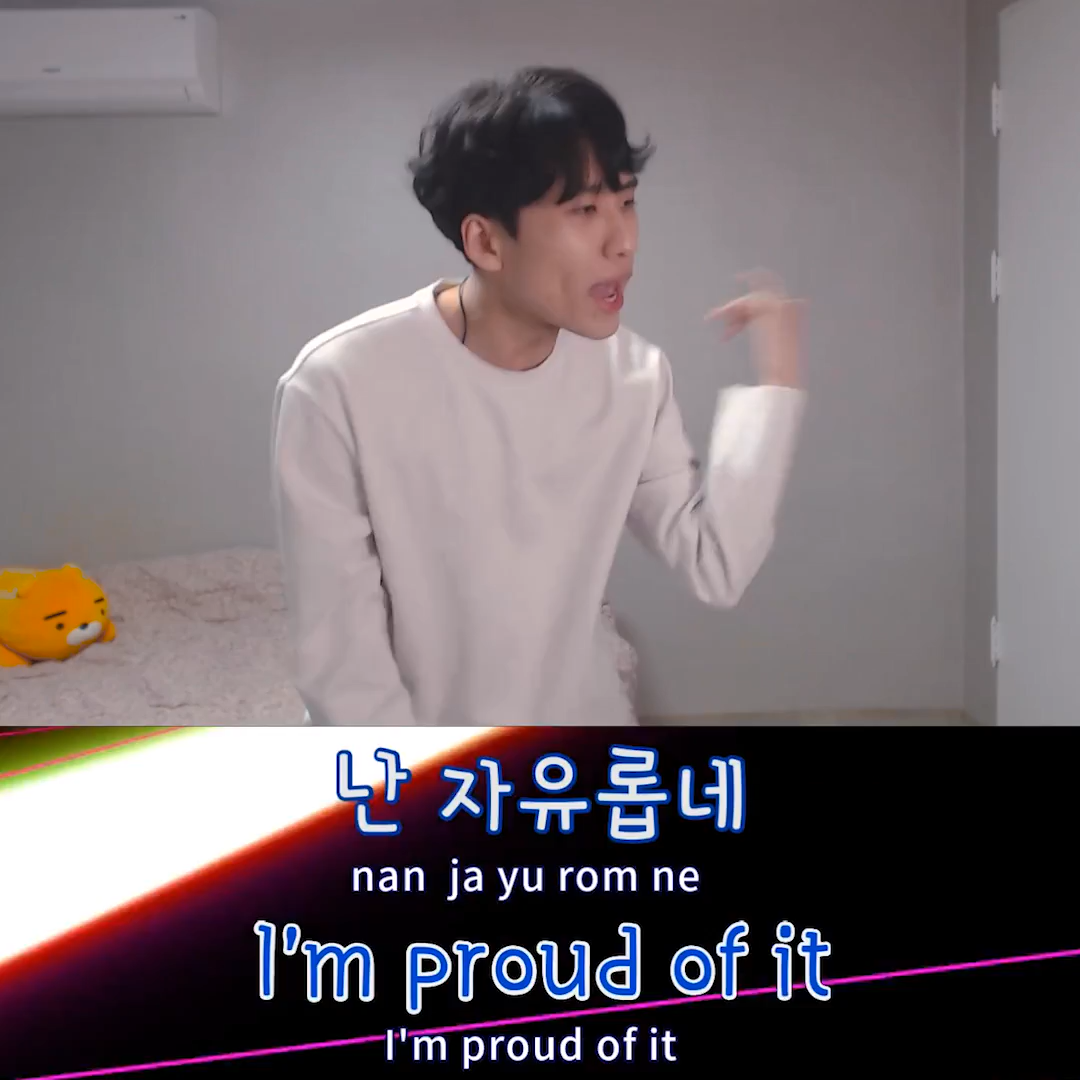 난 자유롭네
nan ja yu rom ne
I'm proud of it
I'm proud of it